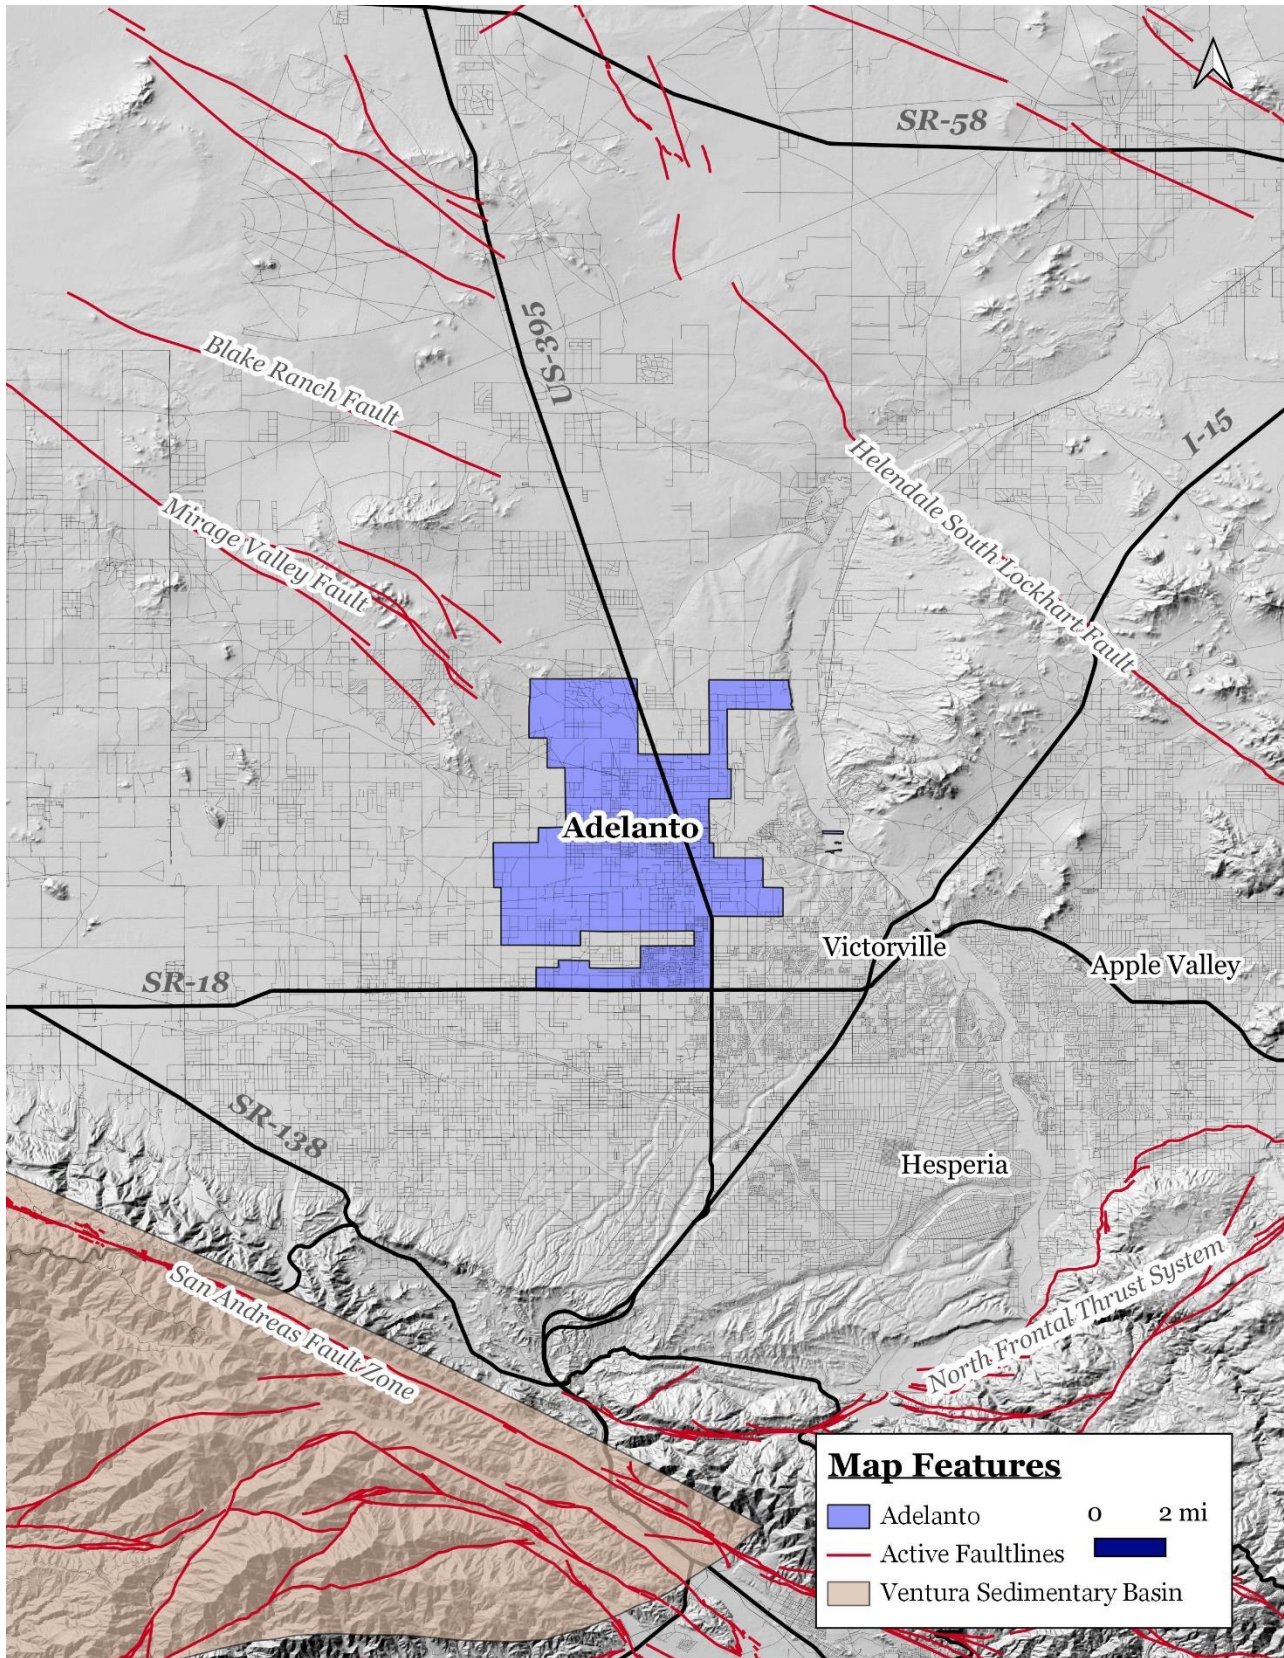 SR-58
US-395
Blake Ranch Fault
I-15
Helendale South Lockhart Fault
Mirage Valley Fault
Adelanto
Victorville
Apple Valley
SR-18
SR-138
Hesperia
San Andreas Fault Zone
North Frontal Thrust System
Map Features
Adelanto
0 2 mi
Active Faultlines
Ventura Sedimentary Basin